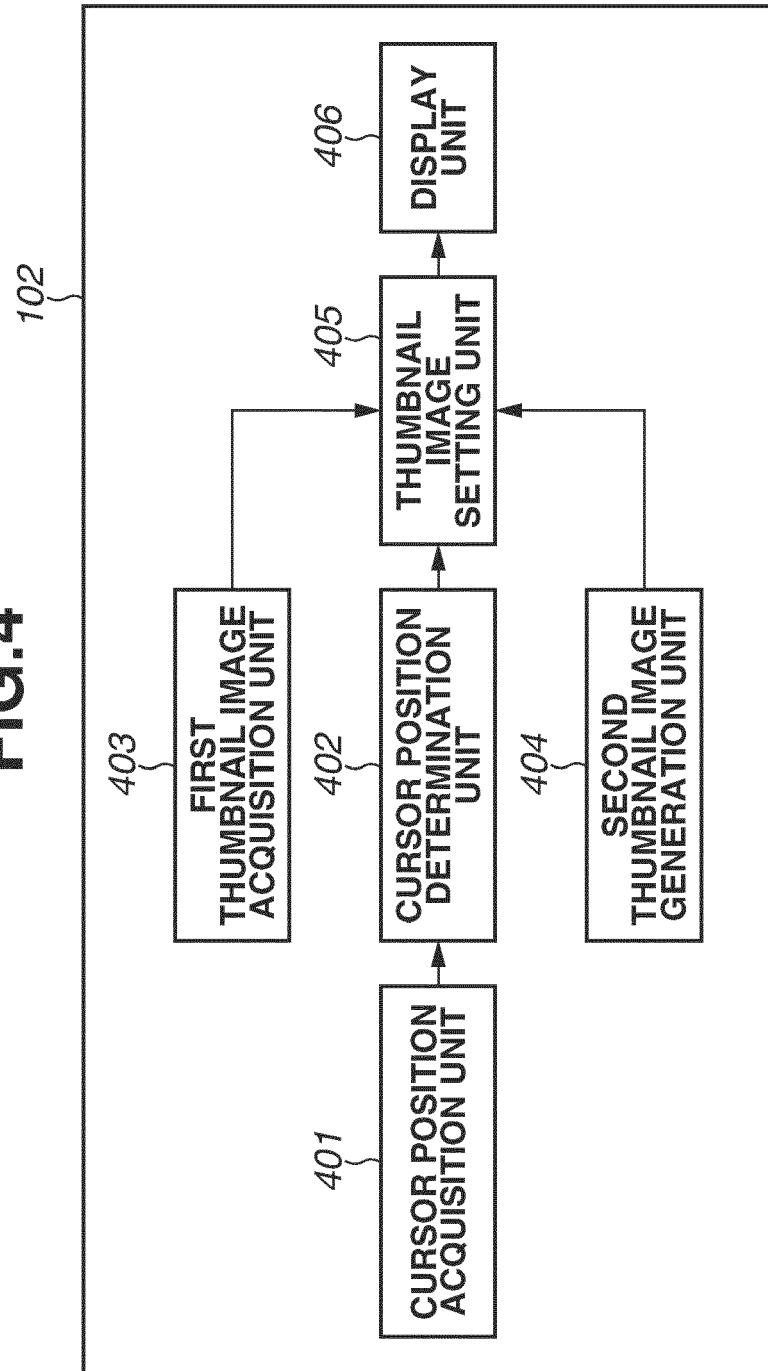 FIG.4
102
403
FIRST
THUMBNAIL IMAGE
ACQUISITION UNIT
401
CURSOR POSITION
ACQUISITION UNIT
402
CURSOR POSITION
DETERMINATION
UNIT
405
THUMBNAIL
IMAGE
SETTING UNIT
406
DISPLAY
UNIT
404
SECOND
THUMBNAIL IMAGE
GENERATION UNIT